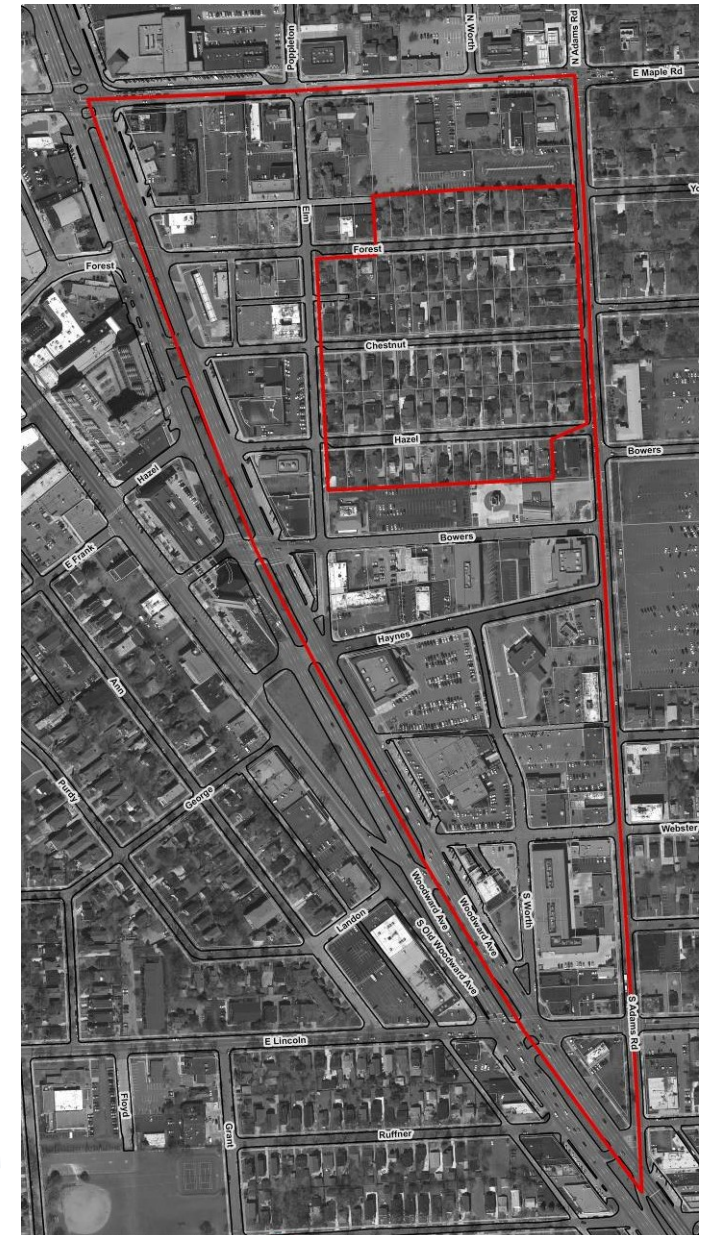 Poppleton
N Worth
N Adams Rd
E Maple Rd
Elm
Forest
Forest
Chestnut
Hazel
Bowers
Hazel
Bowers
E Frank
Haynes
Ann
Purdy
George
Webster
Woodward Ave
Woodward Ave
S Worth
Landon
S Old Woodward Ave
S Adams Rd
E Lincoln
Floyd
Grant
Ruffner